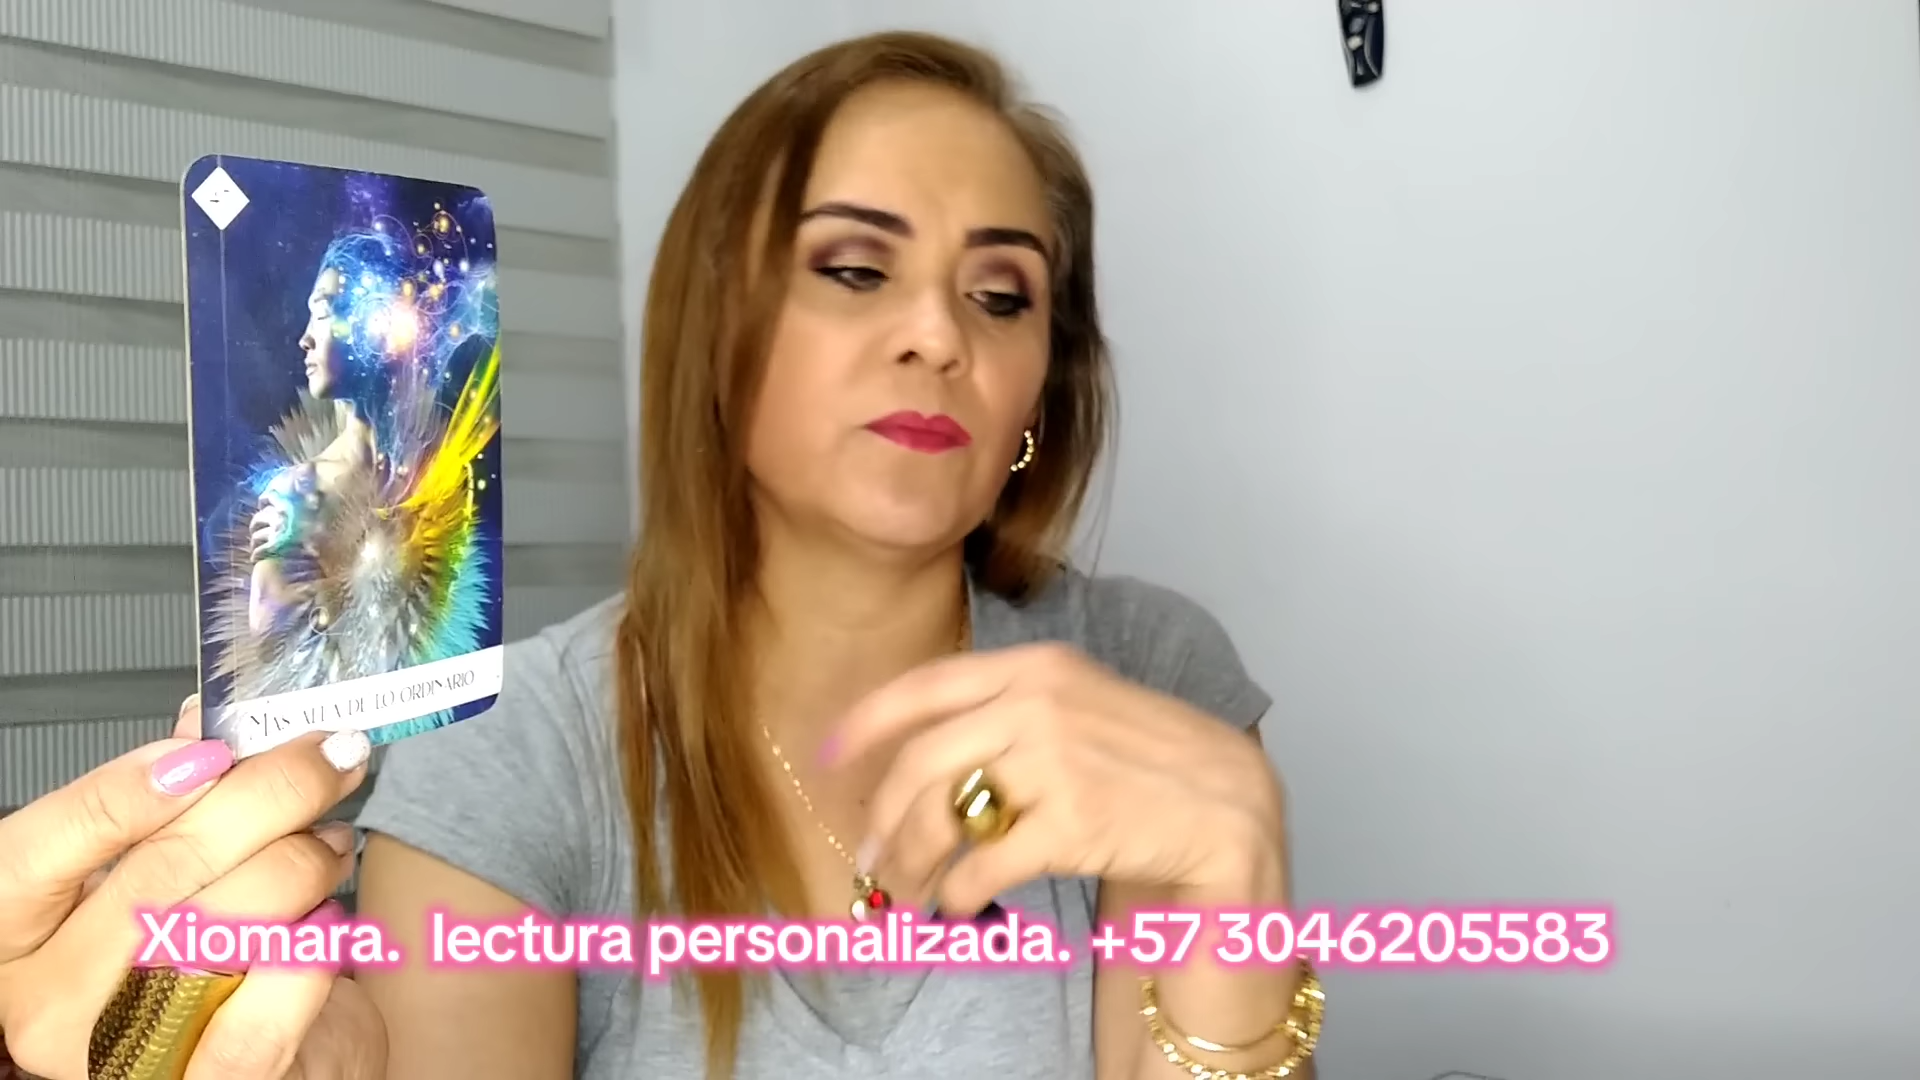 MAS ALLA DE LO ORDINARIO
Xiomara. lectura personalizada. +57 3046205583